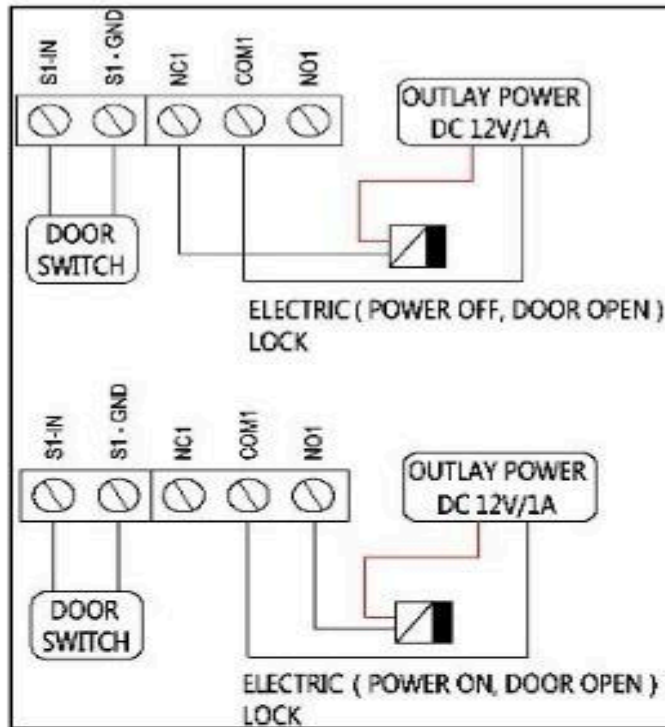 S1-IN
S1 - GND
NC1
COM1
NO1
OUTLAY POWER
DC 12V/1A
DOOR
SWITCH
ELECTRIC ( POWER OFF, DOOR OPEN )
LOCK
S1-IN
S1 - GND
NC1
COM1
NO1
OUTLAY POWER
DC 12V/1A
DOOR
SWITCH
ELECTRIC ( POWER ON, DOOR OPEN )
LOCK